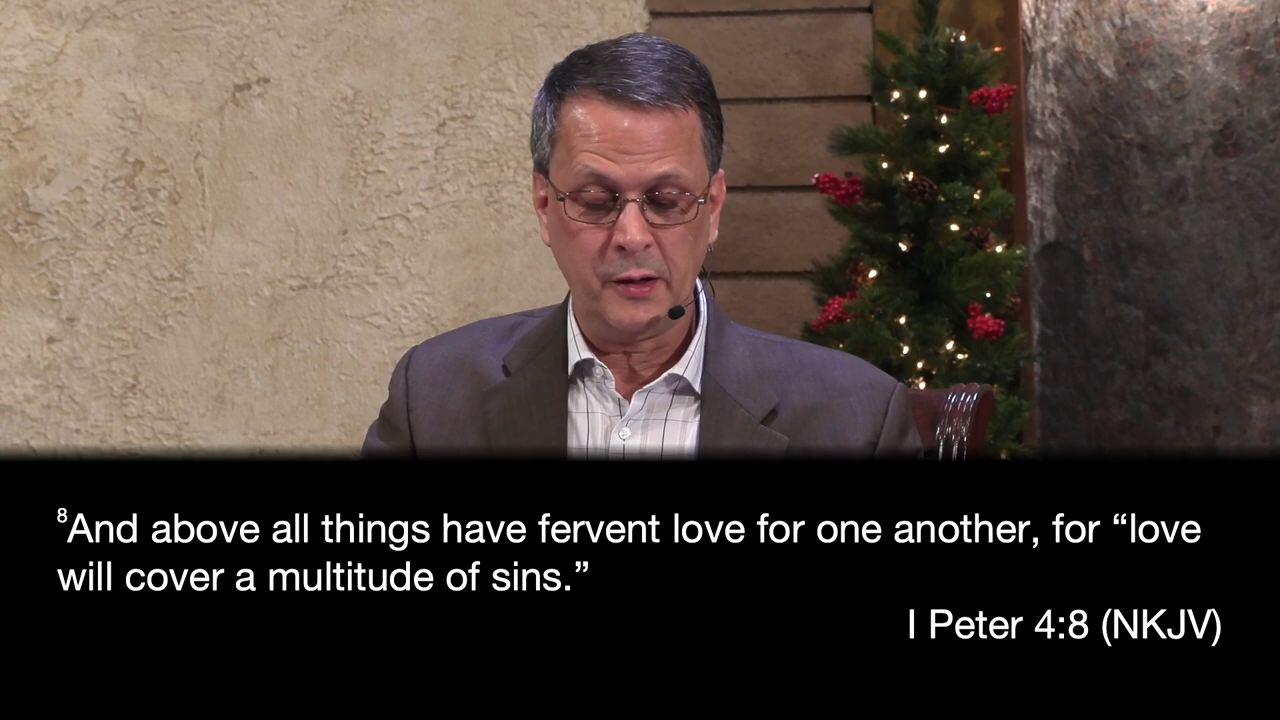 ⁸And above all things have fervent love for one another, for “love
will cover a multitude of sins.”
I Peter 4:8 (NKJV)